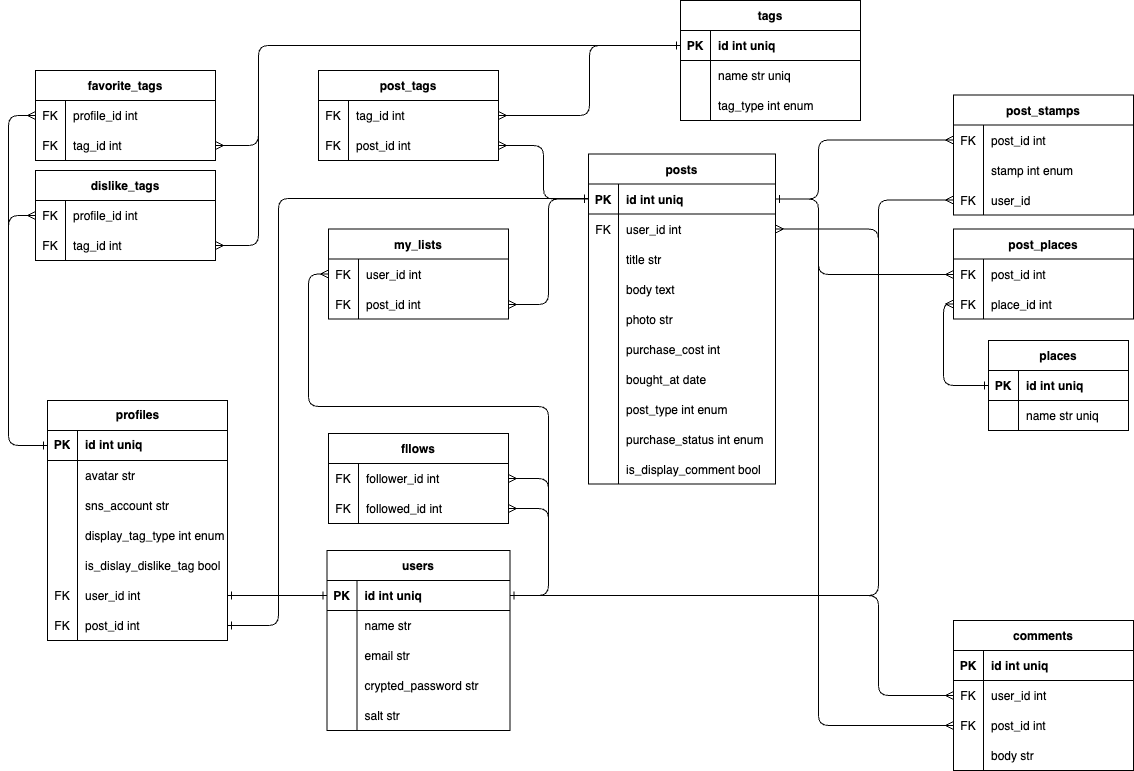 tags
PK id int uniq
name str uniq
tag_type int enum
favorite_tags
FK profile_id int
FK tag_id int
post_tags
FK tag_id int
FK post_id int
post_stamps
FK post_id int
stamp int enum
FK user_id
dislike_tags
FK profile_id int
FK tag_id int
posts
PK id int uniq
FK user_id int
title str
body text
photo str
purchase_cost int
bought_at date
post_type int enum
purchase_status int enum
is_display_comment bool
my_lists
FK user_id int
FK post_id int
post_places
FK post_id int
FK place_id int
places
PK id int uniq
name str uniq
profiles
PK id int uniq
avatar str
sns_account str
display_tag_type int enum
is_dislay_dislike_tag bool
FK user_id int
FK post_id int
fllows
FK follower_id int
FK followed_id int
users
PK id int uniq
name str
email str
crypted_password str
salt str
comments
PK id int uniq
FK user_id int
FK post_id int
body str